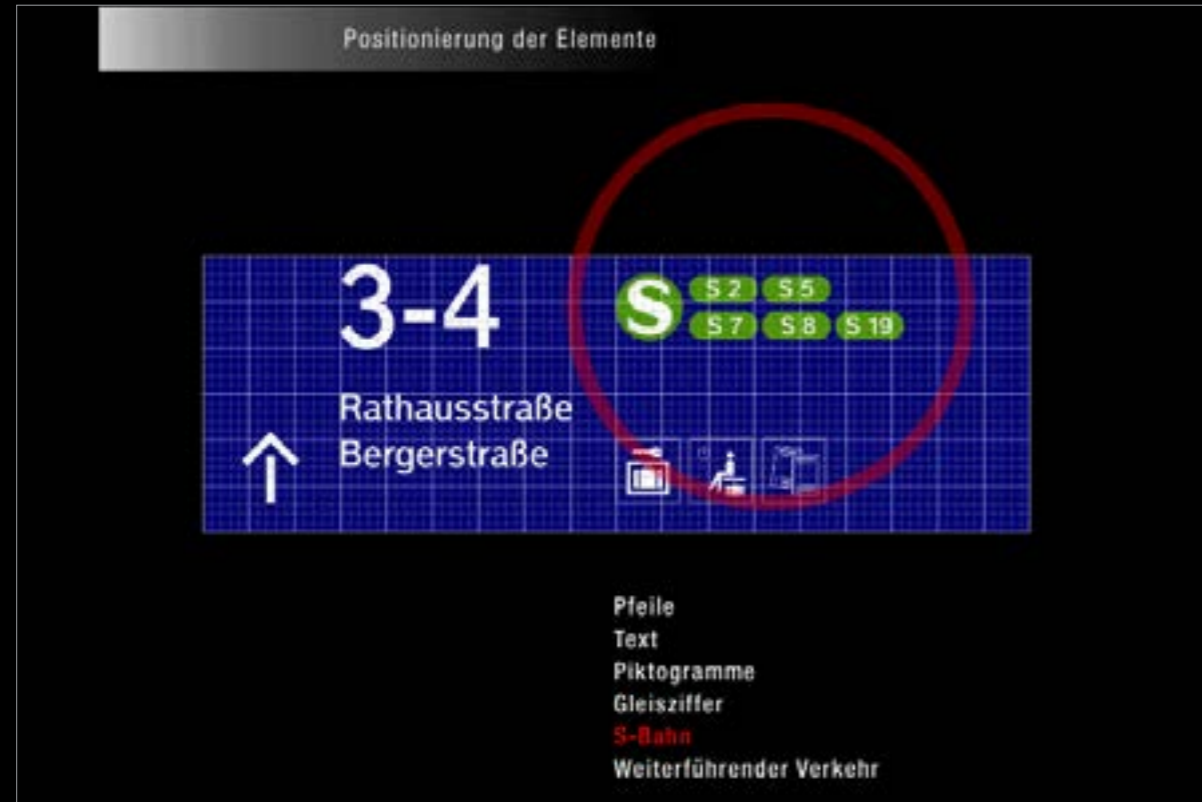 Positionierung der Elemente
3-4
S
S 2 S 5
S 7 S 8 S 19
Rathausstraße
Bergerstraße
Pfeile
Text
Piktogramme
Gleisziffer
S-Bahn
Weiterführender Verkehr